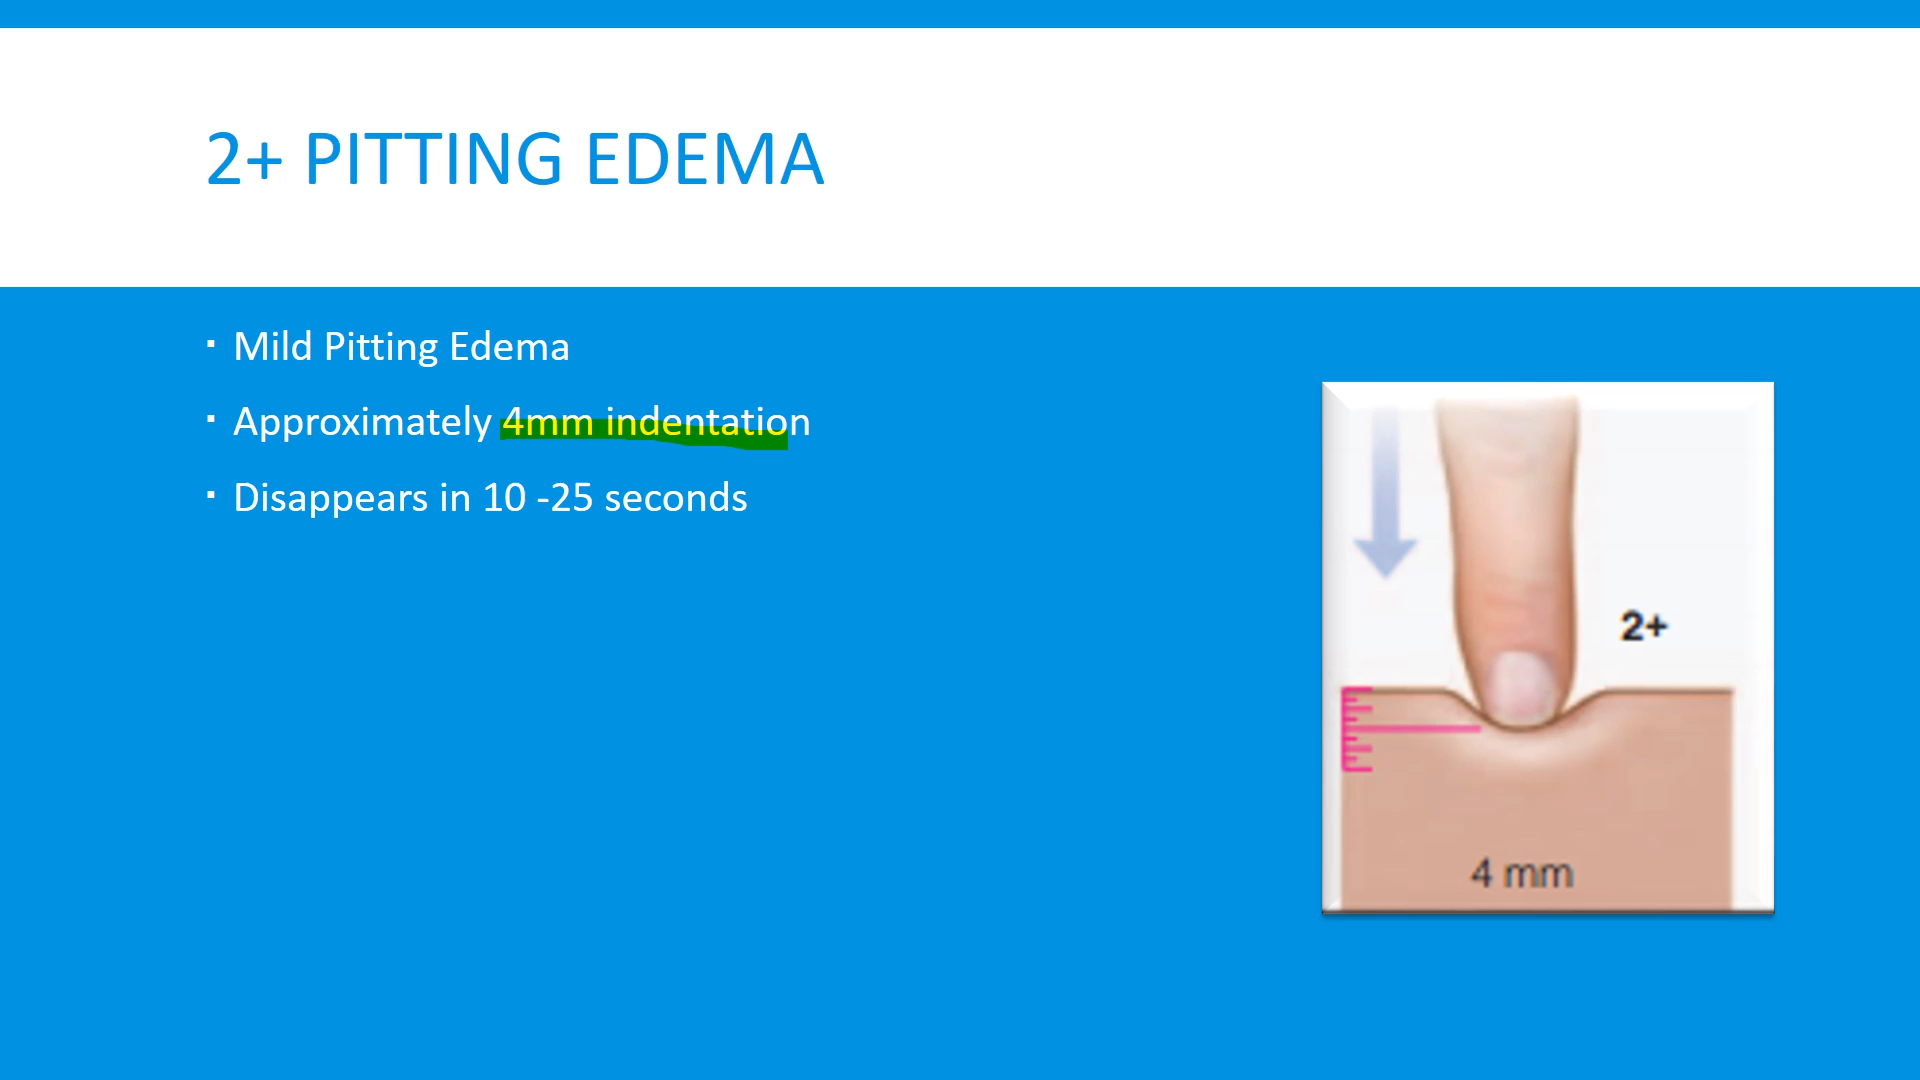 2+ PITTING EDEMA
▪ Mild Pitting Edema
▪ Approximately 4mm indentation
▪ Disappears in 10 -25 seconds
2+
4 mm